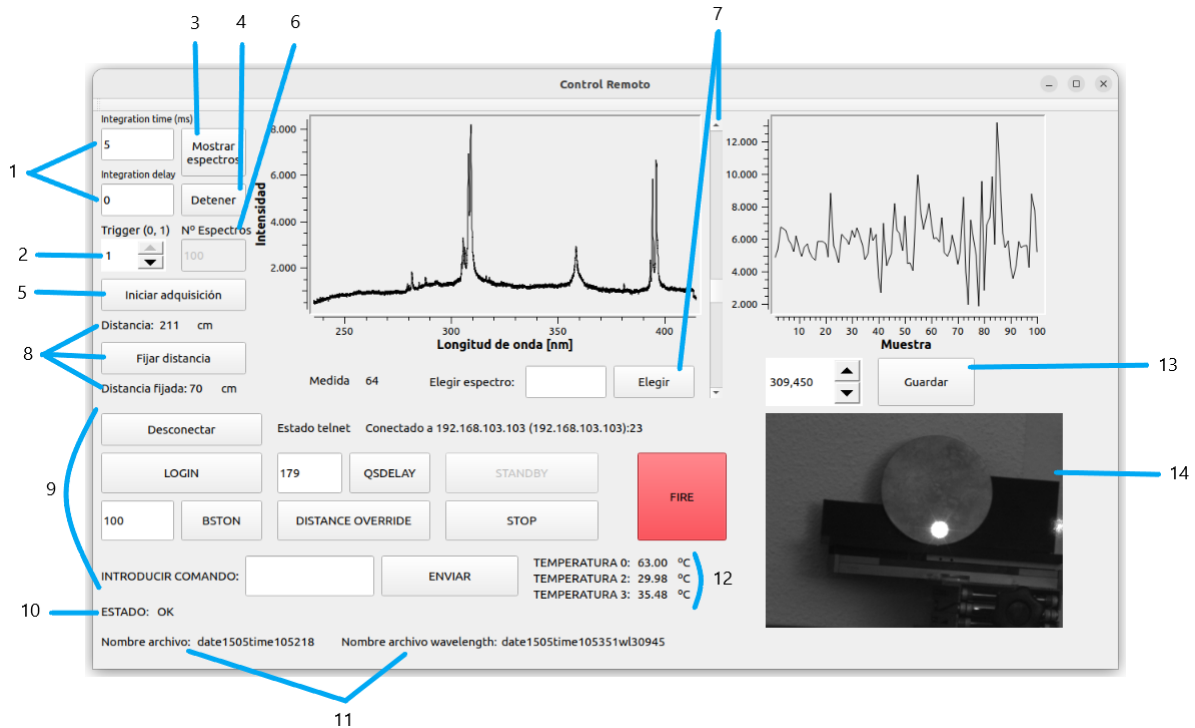 3 4 6 7
Control Remoto
Integration time (ms)
5
Mostrar
espectros
1
Integration delay
0
Detener
Trigger (0, 1) Nº Espectros
2
1
100
5
Iniciar adquisición
Distancia: 211 cm
8
Fijar distancia
Distancia fijada: 70 cm
Intensidad
8.000
6.000
4.000
2.000
250 300 350 400
Longitud de onda [nm]
Medida 64 Elegir espectro: Elegir
12.000
10.000
8.000
6.000
4.000
2.000
10 20 30 40 50 60 70 80 90 100
Muestra
309,450
Guardar
13
14
Desconectar
Estado telnet Conectado a 192.168.103.103 (192.168.103.103):23
9
LOGIN
179
QSDELAY
STANDBY
FIRE
100
BSTON
DISTANCE OVERRIDE
STOP
INTRODUCIR COMANDO:
ENVIAR
TEMPERATURA 0: 63.00 ºC
TEMPERATURA 2: 29.98 ºC
TEMPERATURA 3: 35.48 ºC
12
10
ESTADO: OK
Nombre archivo: date1505time105218 Nombre archivo wavelength: date1505time105351wl30945
11